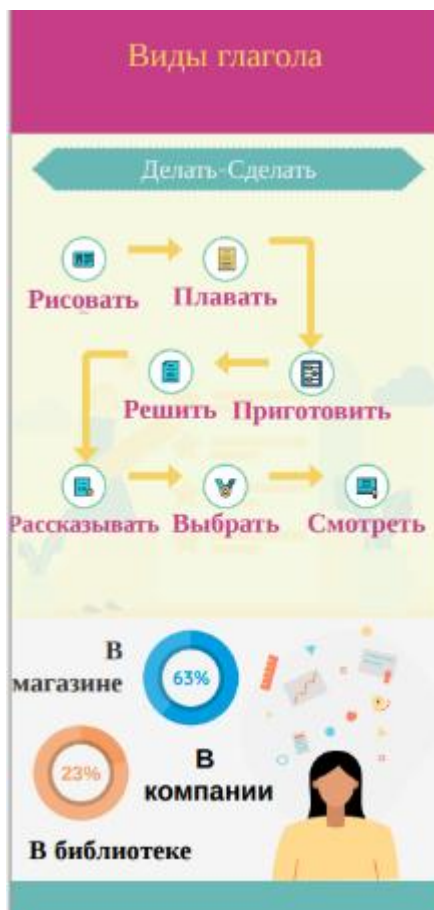 Виды глагола
Делать-Сделать
Рисовать Плавать
Решить Приготовить
Рассказывать Выбрать Смотреть
В
магазине
63%
23%
В
компании
В библиотеке